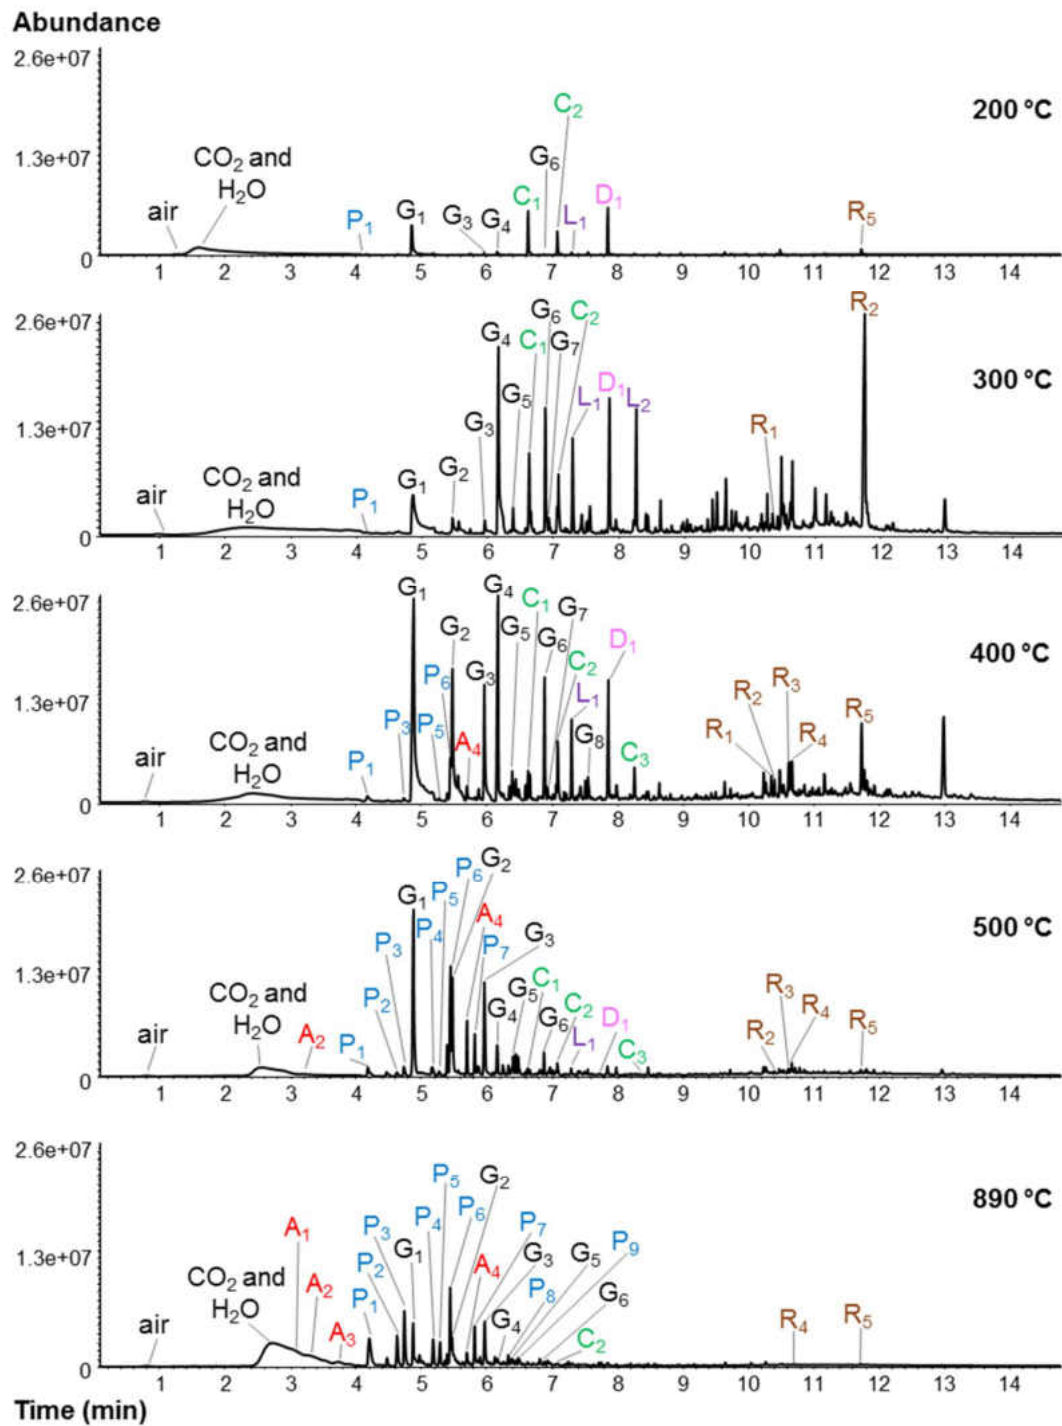 Abundance
2.6e+07
200 °C
C₂
1.3e+07
CO₂ and
H₂O
G₆
air
P₁
G₁
G₃
G₄
C₁
L₁
D₁
R₅
0
1 2 3 4 5 6 7 8 9 10 11 12 13 14
2.6e+07
300 °C
G₆
C₂
R₂
G₄
C₁
G₇
G₅
L₁
D₁
L₂
1.3e+07
G₃
R₁
CO₂ and
H₂O
air
P₁
G₁
G₂
0
1 2 3 4 5 6 7 8 9 10 11 12 13 14
2.6e+07
400 °C
G₁
G₄
C₁
G₇
G₂
G₅
G₆
D₁
P₆
G₃
C₂
R₃
L₁
R₂
1.3e+07
P₃
P₅
A₄
G₈
R₁
R₄
R₅
CO₂ and
H₂O
air
P₁
C₃
0
1 2 3 4 5 6 7 8 9 10 11 12 13 14
2.6e+07
500 °C
P₆
G₂
G₁
P₅
A₄
P₄
P₃
P₇
G₃
1.3e+07
CO₂ and
H₂O
P₂
G₅
C₁
R₃
G₄
G₆
C₂
D₁
R₄
air
A₂
P₁
L₁
C₃
R₂
R₅
0
1 2 3 4 5 6 7 8 9 10 11 12 13 14
2.6e+07
890 °C
P₅
G₂
P₄
P₆
A₁
P₃
G₁
P₇
P₉
1.3e+07
P₂
A₄
G₃
G₅
CO₂ and
H₂O
A₂
P₁
P₈
G₆
air
A₃
G₄
C₂
R₄
R₅
0
1 2 3 4 5 6 7 8 9 10 11 12 13 14
Time (min)